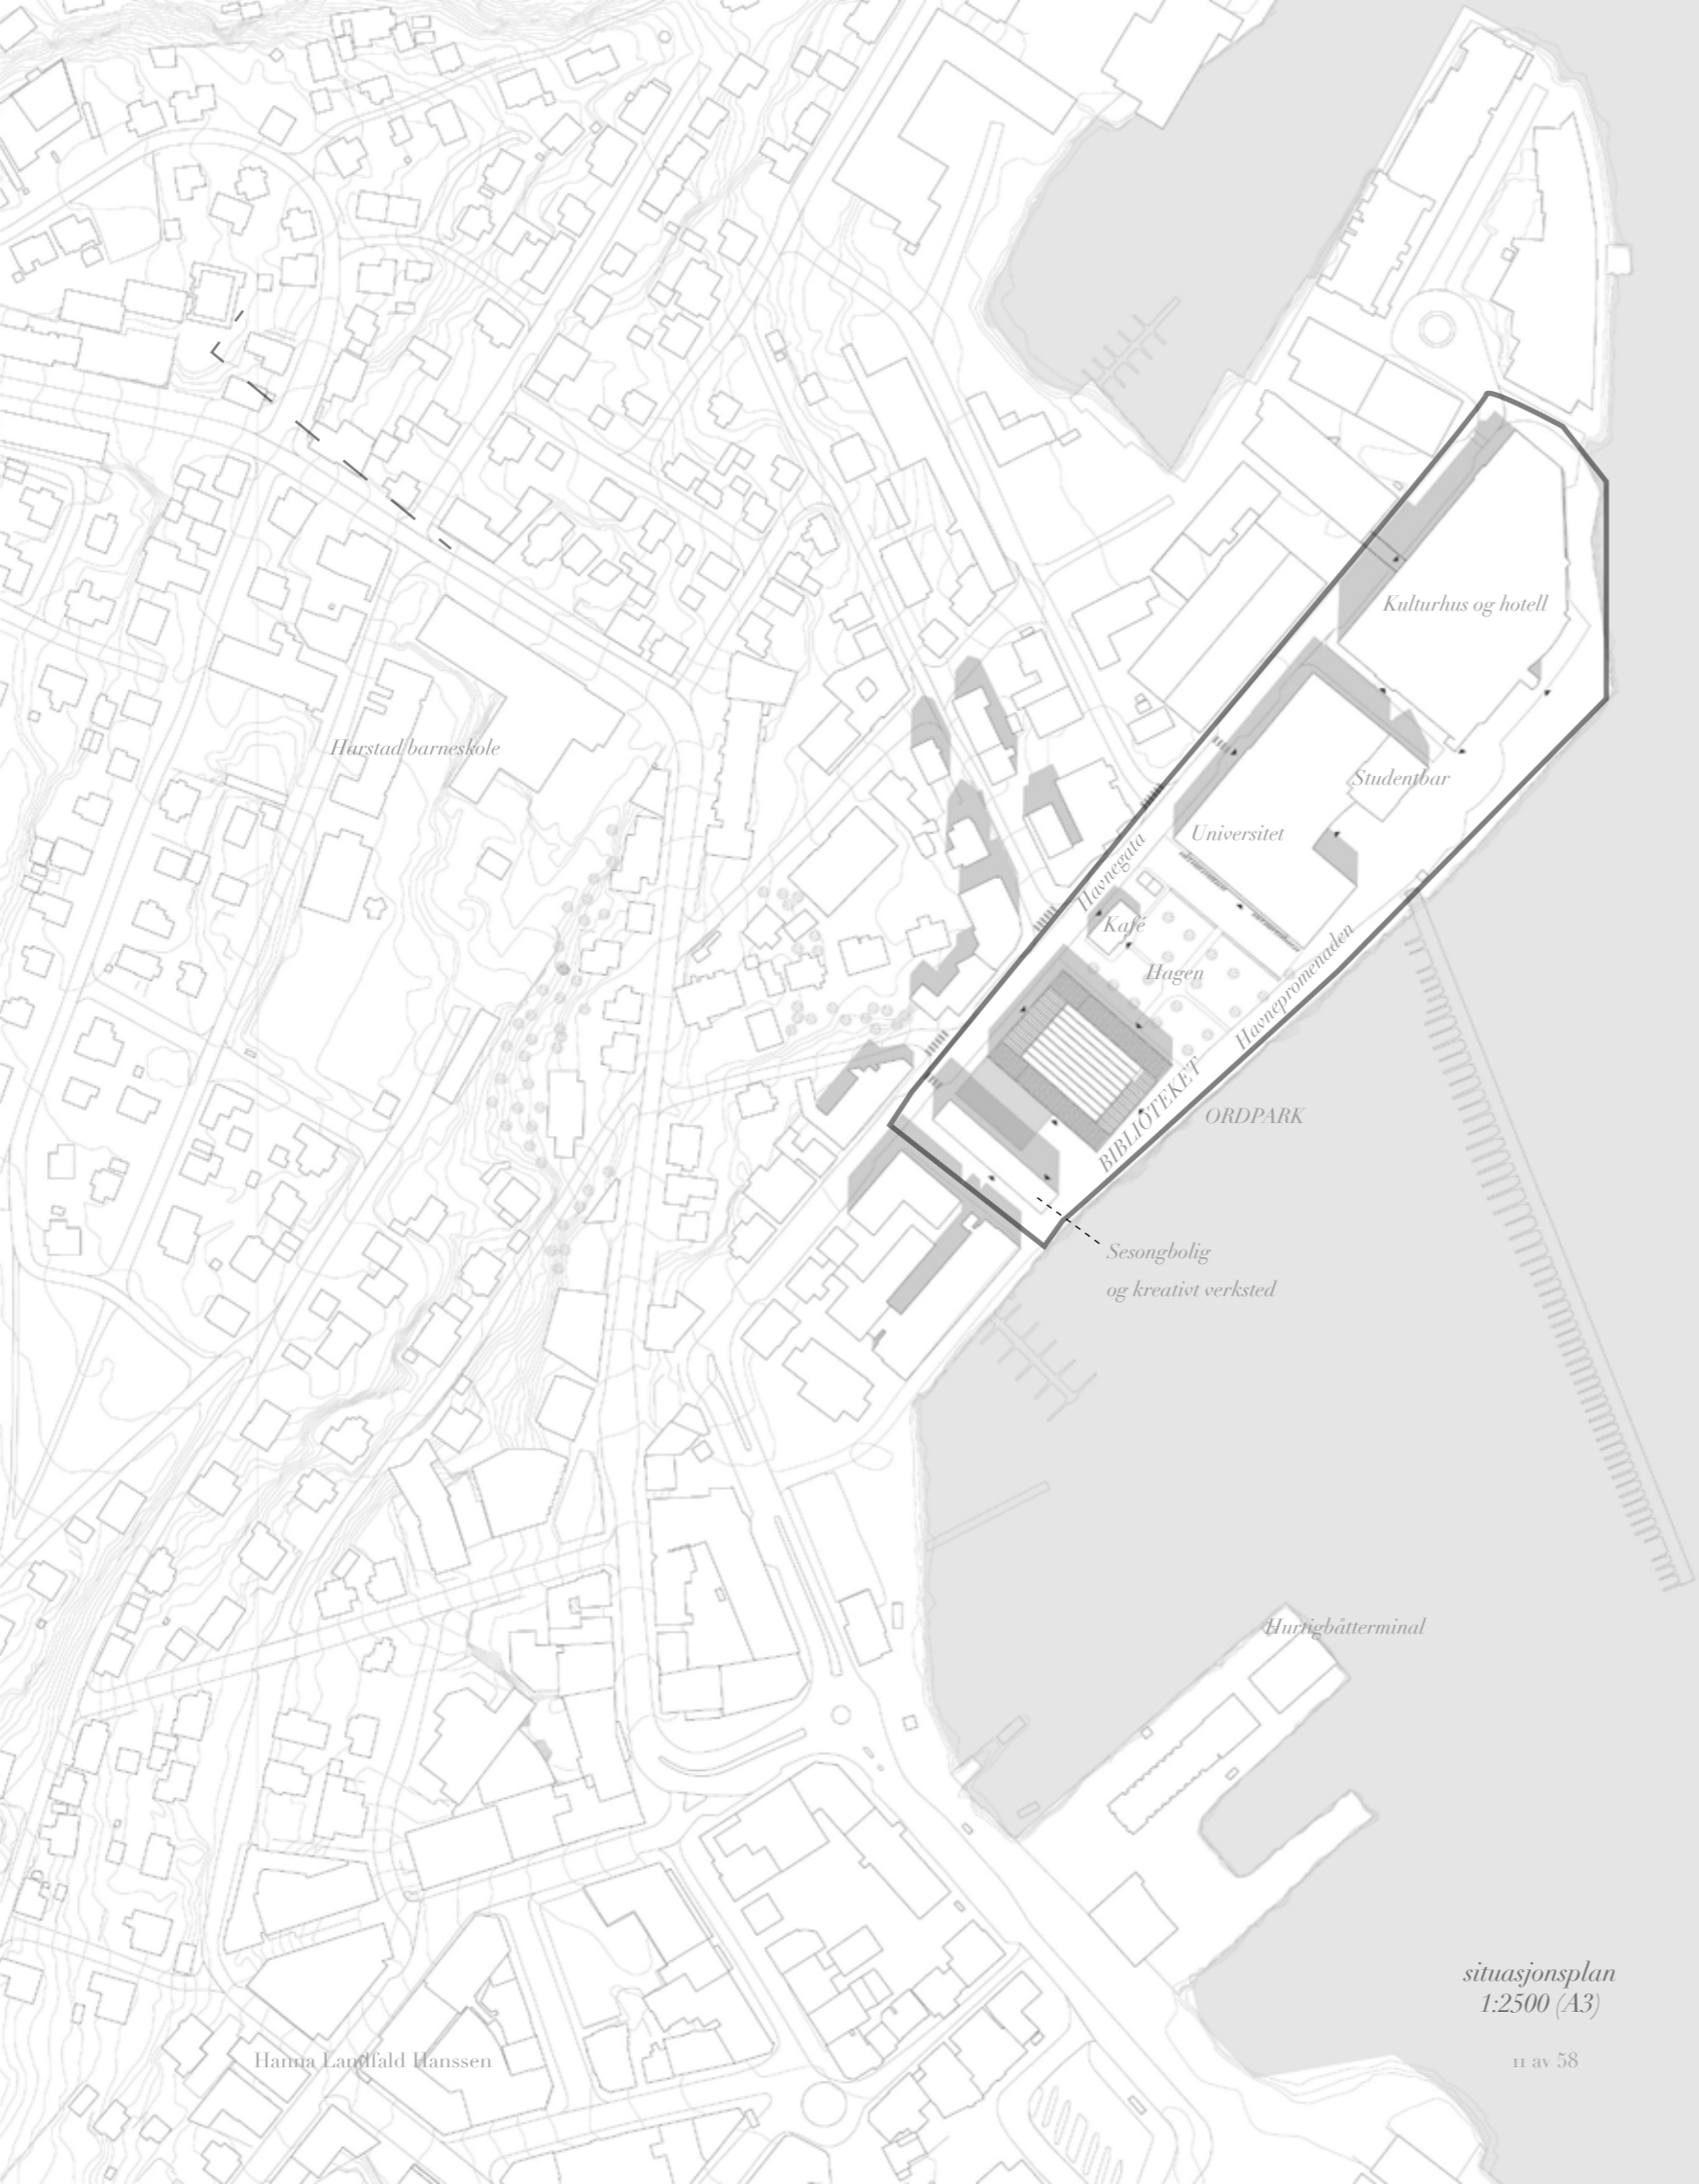 Kulturhus og hotell
Harstad barneskole
Studentbar
Universitet
Havnegata
Kafé
Hagen
Havnepromenaden
BIBLIOTEKET
ORDPARK
Sesongbolig
og kreativt verksted
Hurtigbåtterminal
situasjonsplan
1:2500 (A3)
Hanna Landfald Hanssen
11 av 58